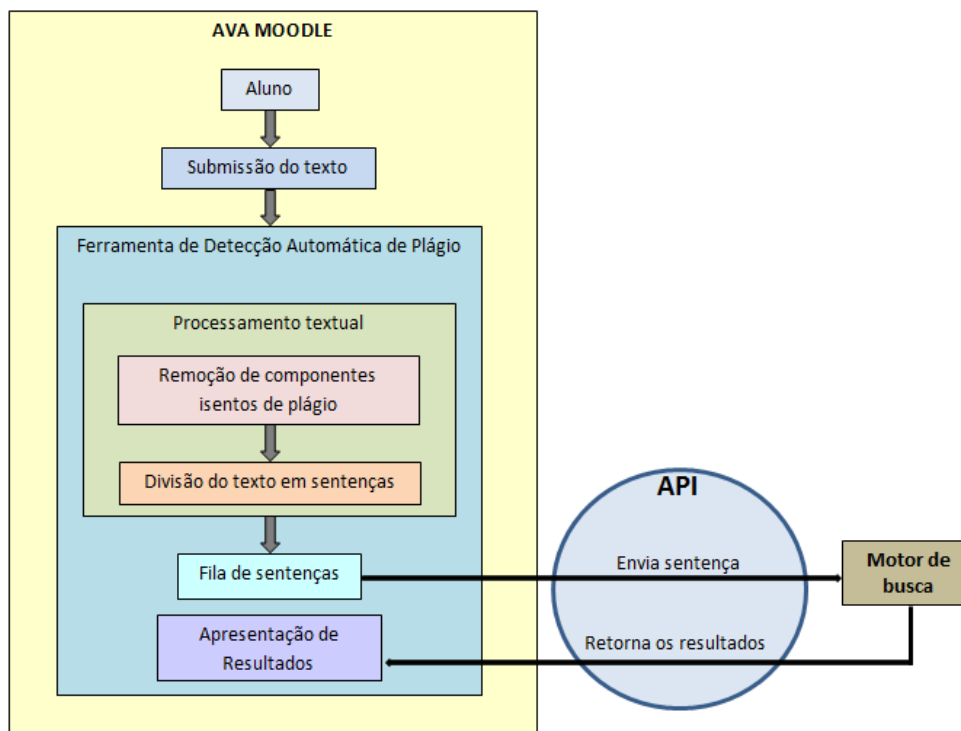 AVA MOODLE
Aluno
Submissão do texto
Ferramenta de Detecção Automática de Plágio
Processamento textual
Remoção de componentes
isentos de plágio
Divisão do texto em sentenças
Fila de sentenças
Apresentação de
Resultados
API
Envia sentença
Retorna os resultados
Motor de
busca